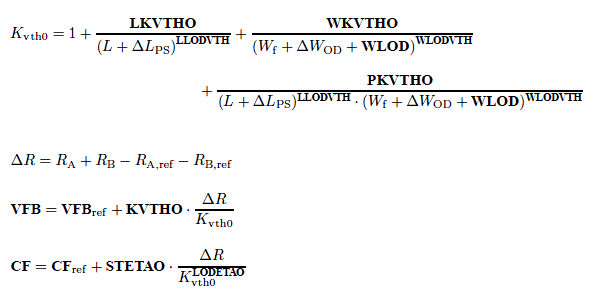 K_vth0 = 1 + LKVTHO / (L + ΔL_PS)^LLODVTH + WKVTHO / (W_f + ΔW_OD + WLOD)^WLODVTH
+ PKVTHO / ((L + ΔL_PS)^LLODVTH · (W_f + ΔW_OD + WLOD)^WLODVTH)
ΔR = R_A + R_B − R_A,ref − R_B,ref
VFB = VFB_ref + KVTHO · ΔR / K_vth0
CF = CF_ref + STETAO · ΔR / K_vth0^LODETAO